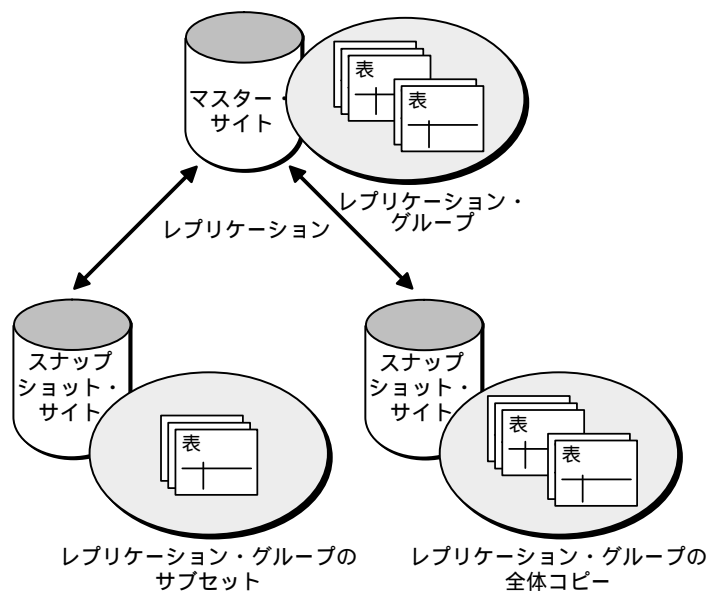 マスター・
サイト
表
表
レプリケーション・
グループ
レプリケーション
スナップ
ショット・
サイト
表
レプリケーション・グループの
サブセット
スナップ
ショット・
サイト
表
表
レプリケーション・グループの
全体コピー